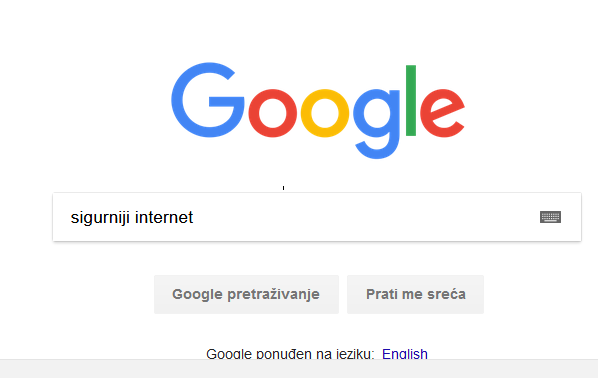 Google
sigurniji internet
Google pretraživanje Prati me sreća
Google ponuđen na jeziku: English